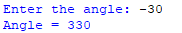 Enter the angle: -30
Angle = 330